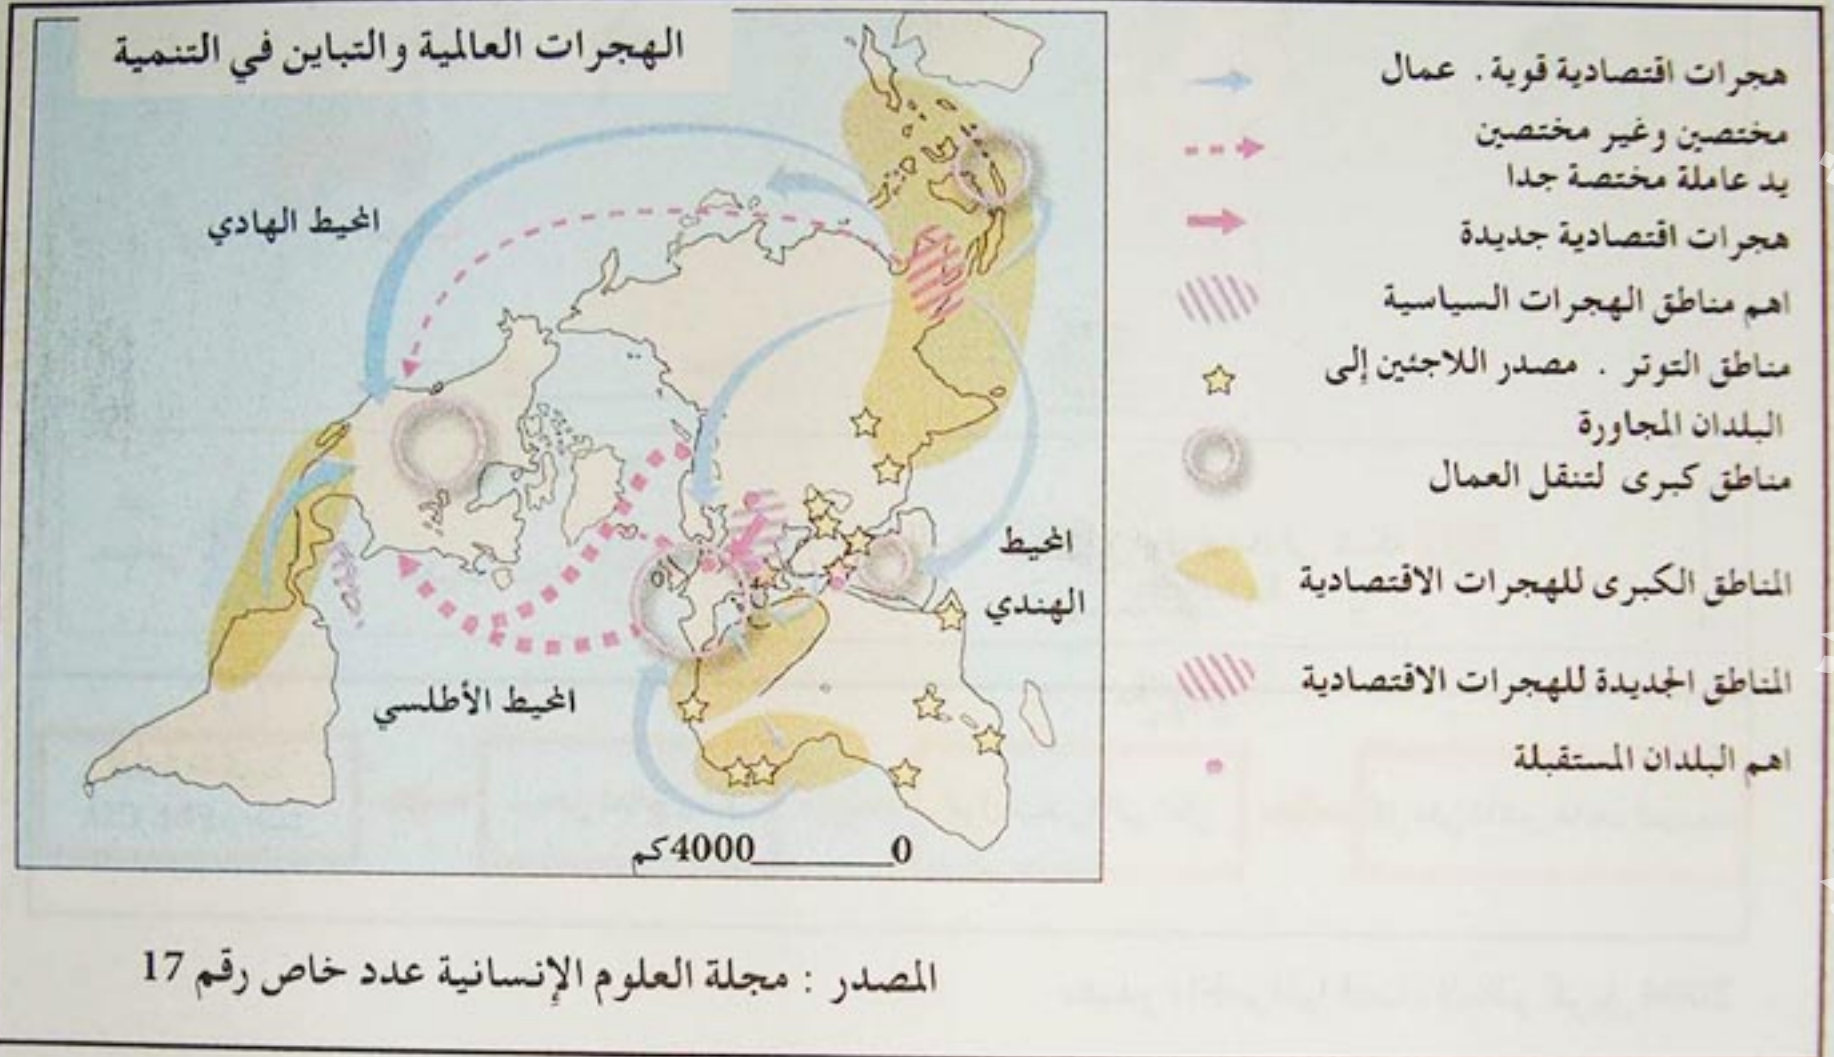 الهجرات العالمية والتباين في التنمية
هجرات اقتصادية قوية . عمال
مختصين وغير مختصين
يد عاملة مختصة جدا
هجرات اقتصادية جديدة
اهم مناطق الهجرات السياسية
مناطق التوتر . مصدر اللاجئين إلى
البلدان المجاورة
مناطق كبرى لتنقل العمال
المناطق الكبرى للهجرات الاقتصادية
المناطق الجديدة للهجرات الاقتصادية
اهم البلدان المستقبلة
المحيط الهادي
المحيط
الهندي
المحيط الأطلسي
0 4000كم
المصدر : مجلة العلوم الإنسانية عدد خاص رقم 17